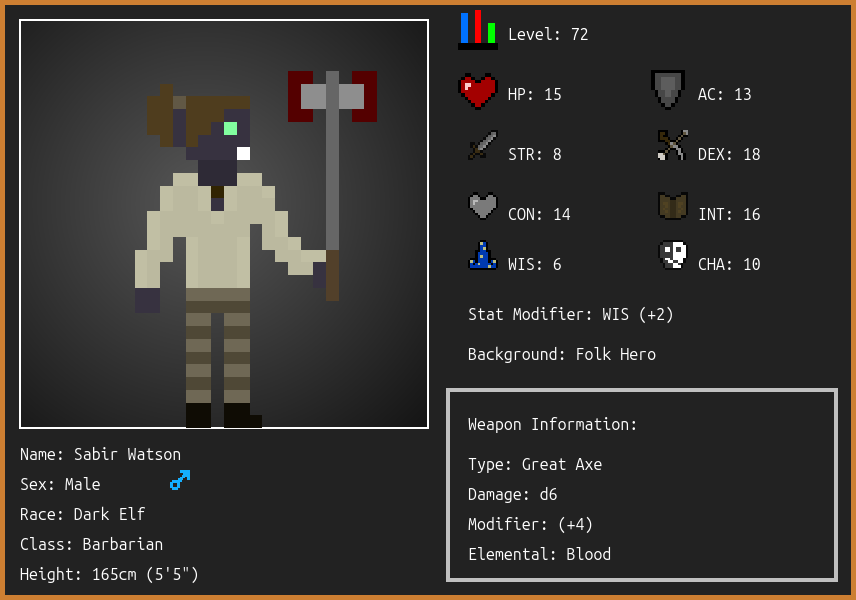 Level: 72
HP: 15
AC: 13
STR: 8
DEX: 18
CON: 14
INT: 16
WIS: 6
CHA: 10
Stat Modifier: WIS (+2)
Background: Folk Hero
Weapon Information:
Type: Great Axe
Damage: d6
Modifier: (+4)
Elemental: Blood
Name: Sabir Watson
Sex: Male
Race: Dark Elf
Class: Barbarian
Height: 165cm (5'5")